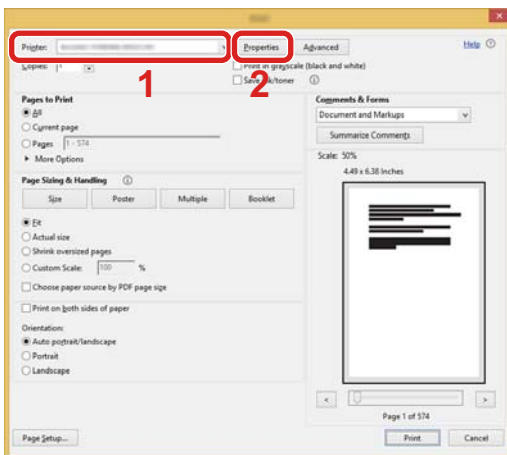 Printer:
Properties
Advanced
Help
1
2
Copies:
1
Print in grayscale (black and white)
Save ink/toner
Pages to Print
All
Current page
Pages
1 - 574
More Options
Comments & Forms
Document and Markups
Summarize Comments
Scale: 50%
4.49 x 6.38 Inches
Page Sizing & Handling
Size
Poster
Multiple
Booklet
Fit
Actual size
Shrink oversized pages
Custom Scale:
100
%
Choose paper source by PDF page size
Print on both sides of paper
Orientation:
Auto portrait/landscape
Portrait
Landscape
<
>
Page 1 of 574
Page Setup...
Print
Cancel